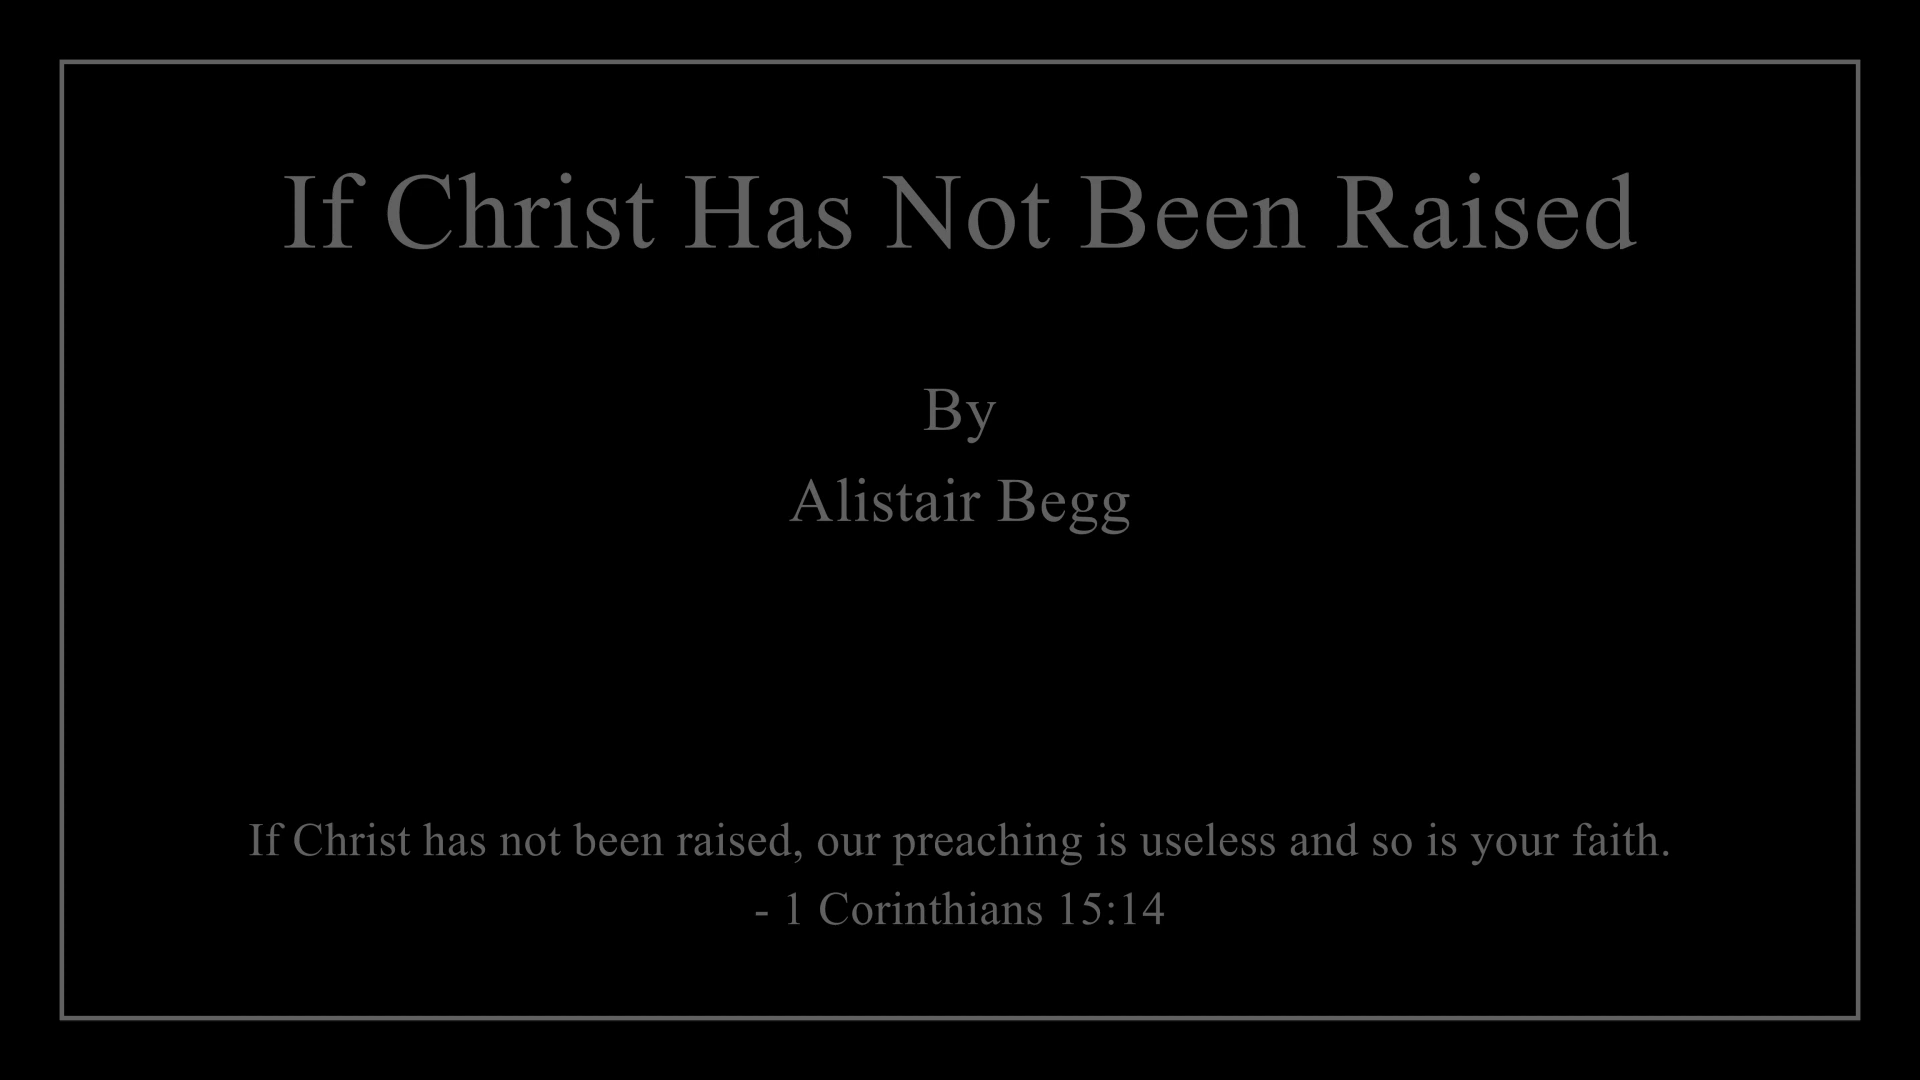 If Christ Has Not Been Raised
By
Alistair Begg
If Christ has not been raised, our preaching is useless and so is your faith.
- 1 Corinthians 15:14